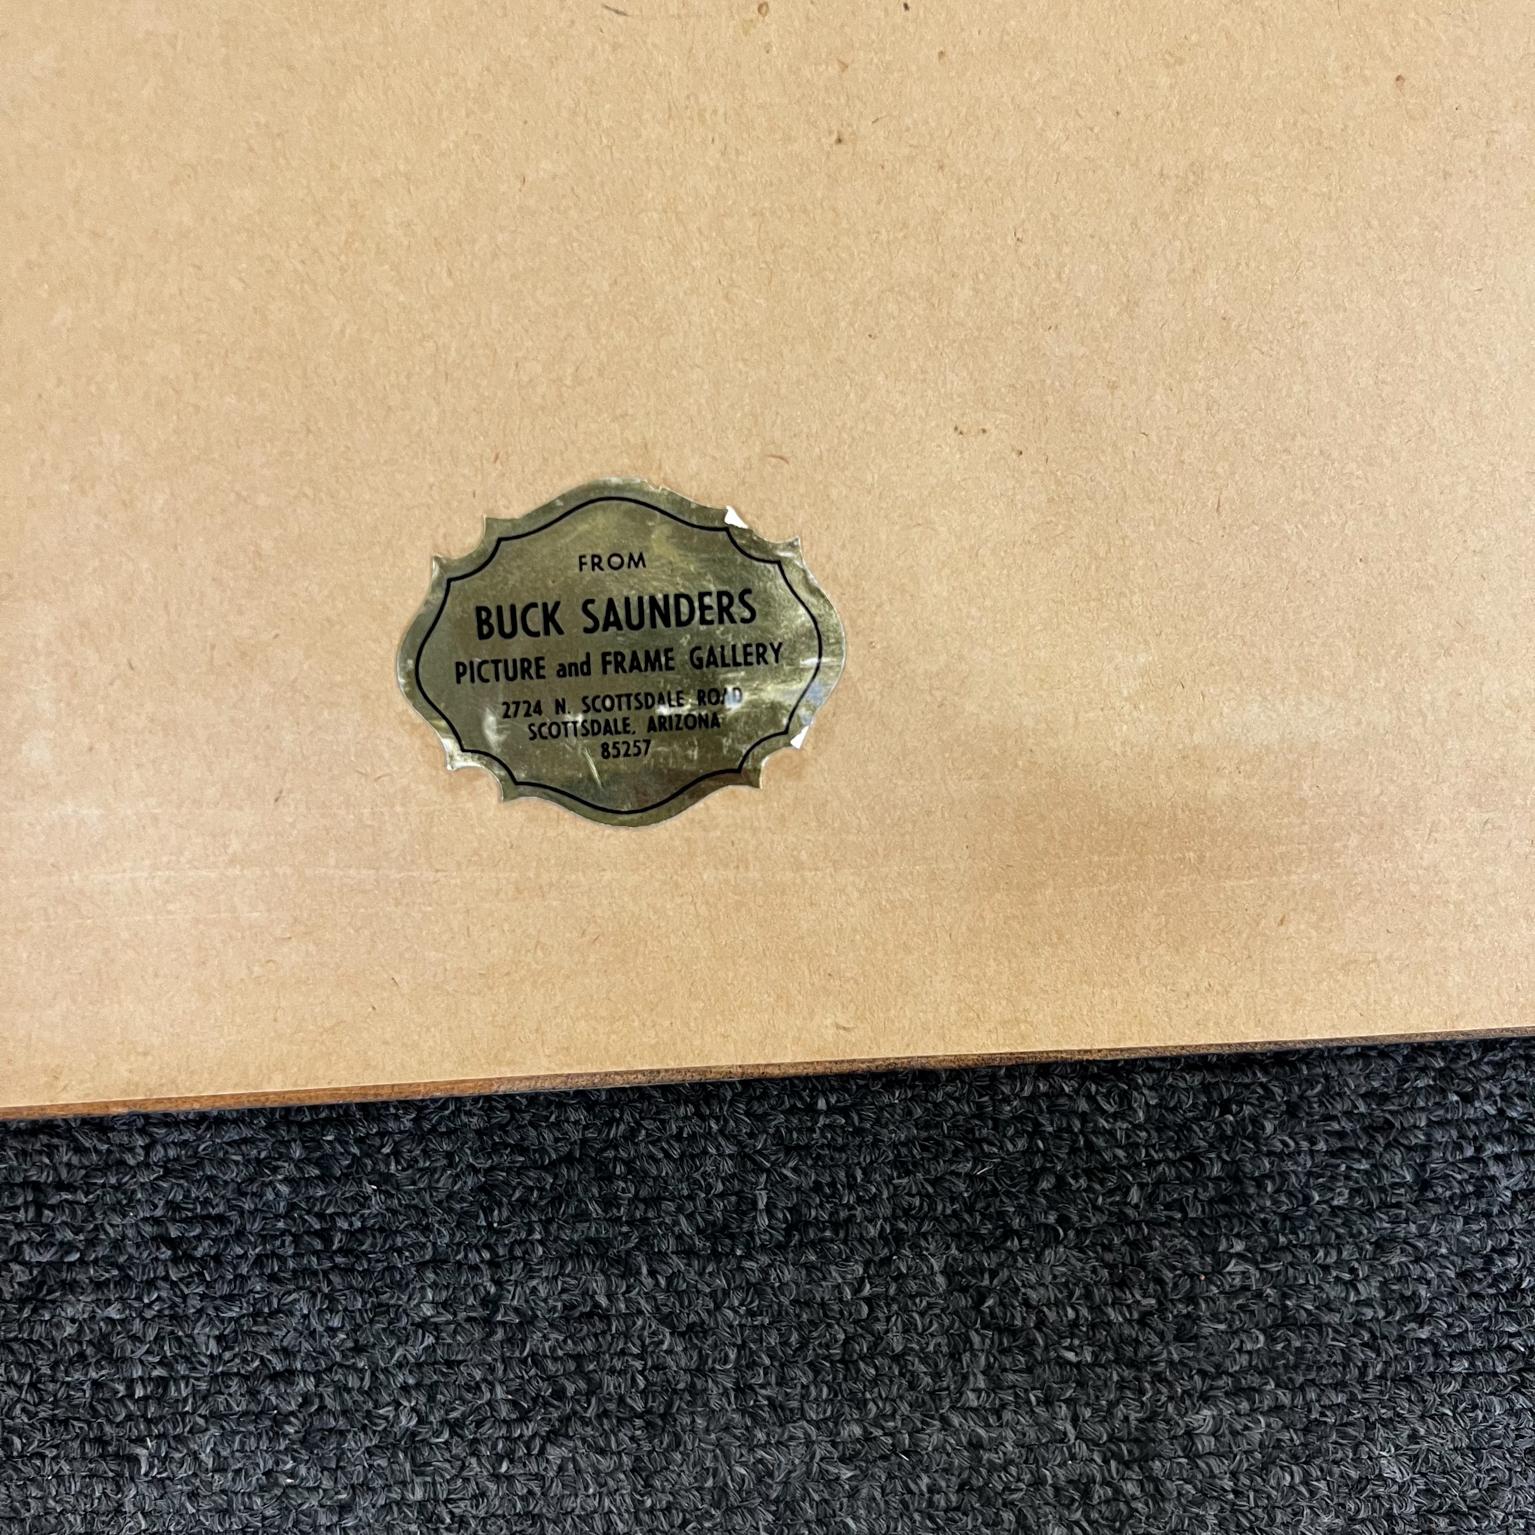 FROM
BUCK SAUNDERS
PICTURE and FRAME GALLERY
2724 N. SCOTTSDALE ROAD
SCOTTSDALE, ARIZONA
85257